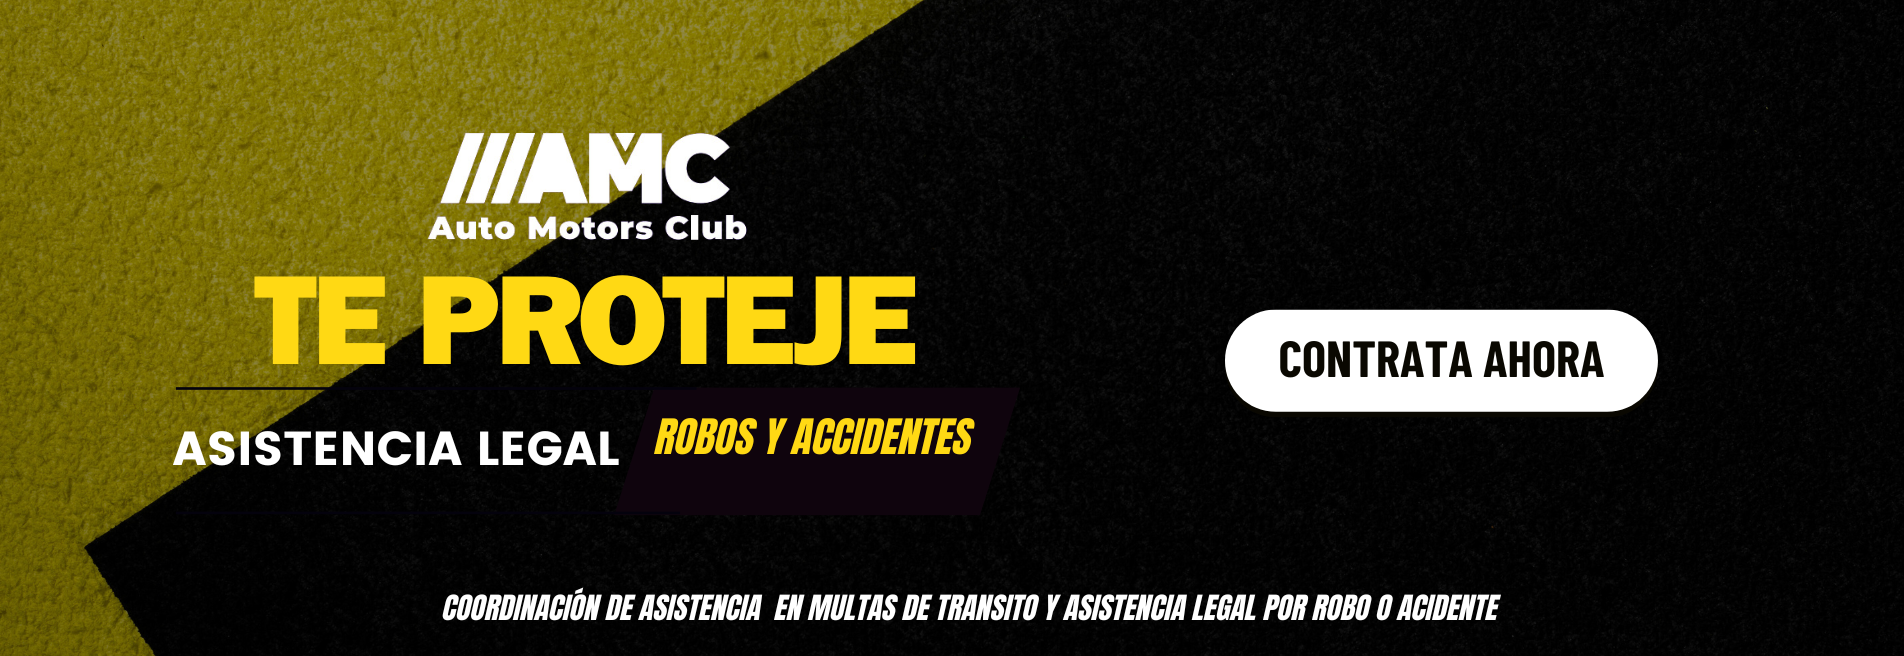 ///AMC
Auto Motors Club
TE PROTEJE
ASISTENCIA LEGAL
ROBOS Y ACCIDENTES
CONTRATA AHORA
COORDINACIÓN DE ASISTENCIA EN MULTAS DE TRANSITO Y ASISTENCIA LEGAL POR ROBO O ACIDENTE